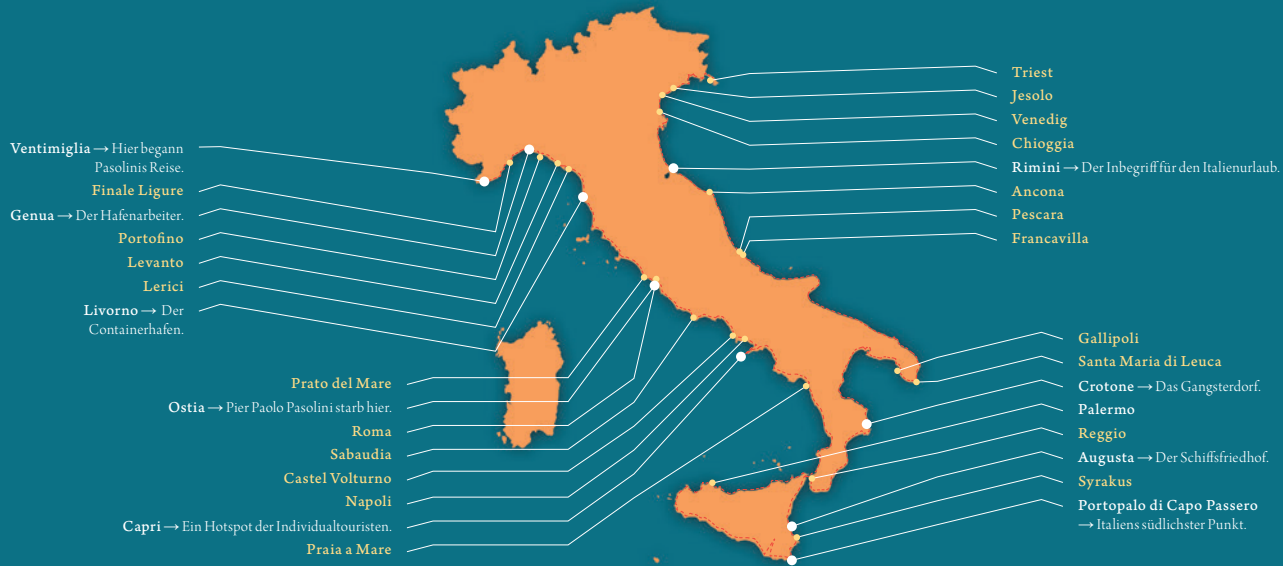 Ventimiglia → Hier begann
Pasolinis Reise.
Finale Ligure
Genua → Der Hafenarbeiter.
Portofino
Levanto
Lerici
Livorno → Der
Containerhafen.
Prato del Mare
Ostia → Pier Paolo Pasolini starb hier.
Roma
Sabaudia
Castel Volturno
Napoli
Capri → Ein Hotspot der Individualtouristen.
Praia a Mare
Triest
Jesolo
Venedig
Chioggia
Rimini → Der Inbegriff für den Italienurlaub.
Ancona
Pescara
Francavilla
Gallipoli
Santa Maria di Leuca
Crotone → Das Gangsterdorf.
Palermo
Reggio
Augusta → Der Schiffsfriedhof.
Syrakus
Portopalo di Capo Passero
→ Italiens südlichster Punkt.